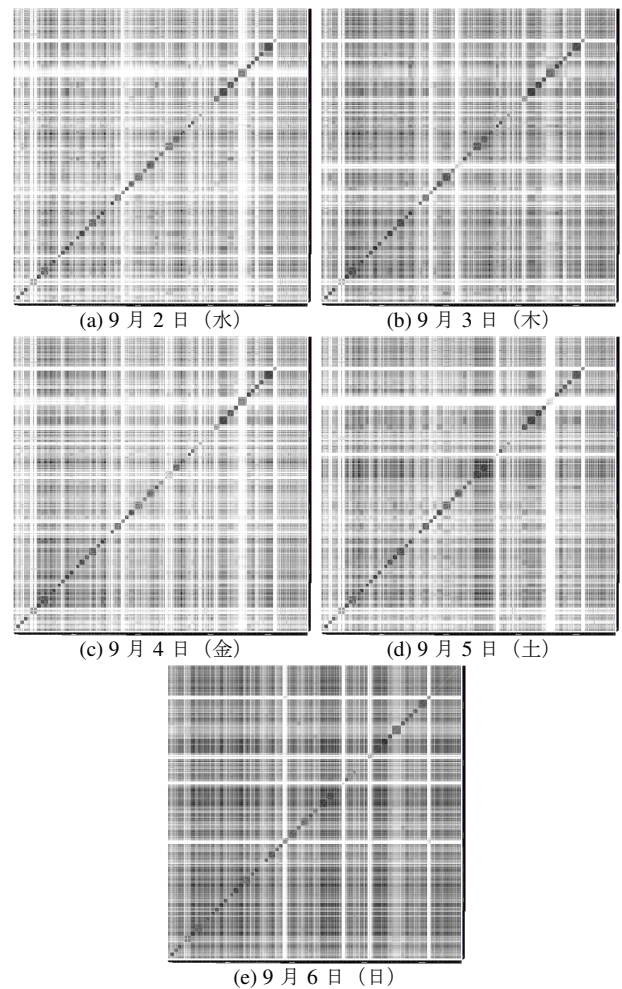 (a) 9 月 2 日（水）
(b) 9 月 3 日（木）
(c) 9 月 4 日（金）
(d) 9 月 5 日（土）
(e) 9 月 6 日（日）